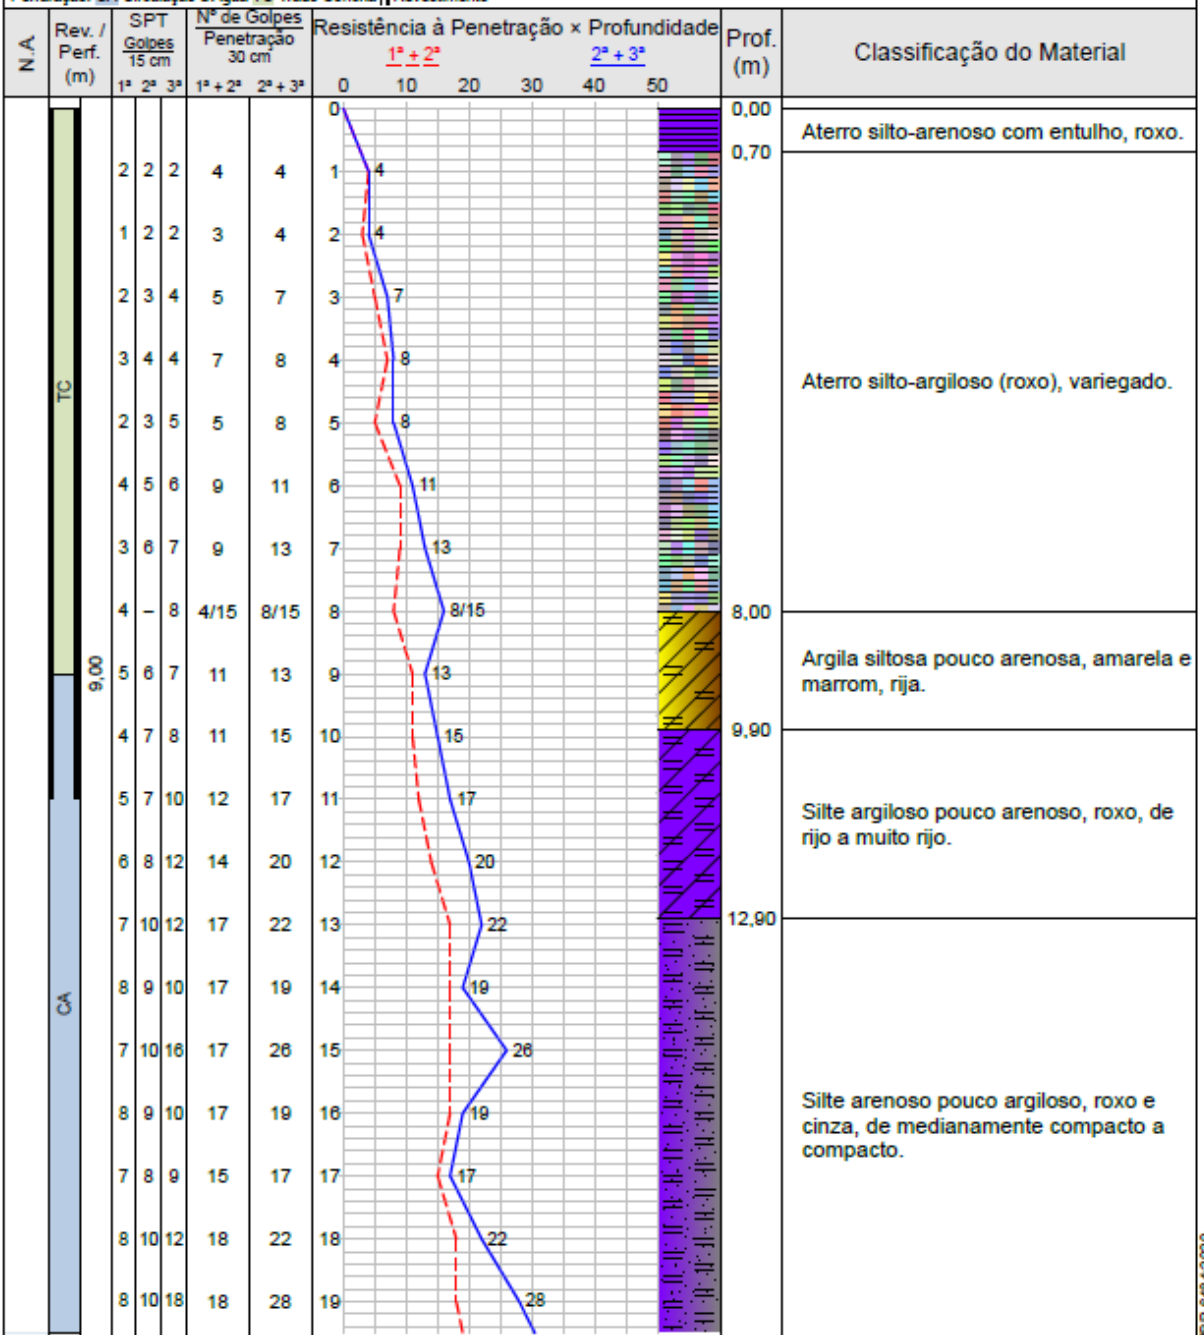 N.A.
Rev. / Perf. (m)
SPT
Golpes
15 cm
1ª 2ª 3ª
Nº de Golpes
Penetração
30 cm
1ª + 2ª 2ª + 3ª
Resistência à Penetração × Profundidade
1ª + 2ª 2ª + 3ª
0 10 20 30 40 50
Prof. (m)
Classificação do Material
0 0,00
Aterro silto-arenoso com entulho, roxo.
0,70
2 2 2 4 4 1 4
1 2 2 3 4 2 4
2 3 4 5 7 3 7
3 4 4 7 8 4 8
Aterro silto-argiloso (roxo), variegado.
TC
2 3 5 5 8 5 8
4 5 6 9 11 6 11
3 6 7 9 13 7 13
4 – 8 4/15 8/15 8 8/15 8,00
Argila siltosa pouco arenosa, amarela e
marrom, rija.
9,00 5 6 7 11 13 9 13
4 7 8 11 15 10 15 9,90
5 7 10 12 17 11 17
Silte argiloso pouco arenoso, roxo, de
rijo a muito rijo.
6 8 12 14 20 12 20
7 10 12 17 22 13 22 12,90
8 9 10 17 19 14 19
CA
7 10 16 17 26 15 26
8 9 10 17 19 16 19
Silte arenoso pouco argiloso, roxo e
cinza, de medianamente compacto a
compacto.
7 8 9 15 17 17 17
8 10 12 18 22 18 22
8 10 18 18 28 19 28